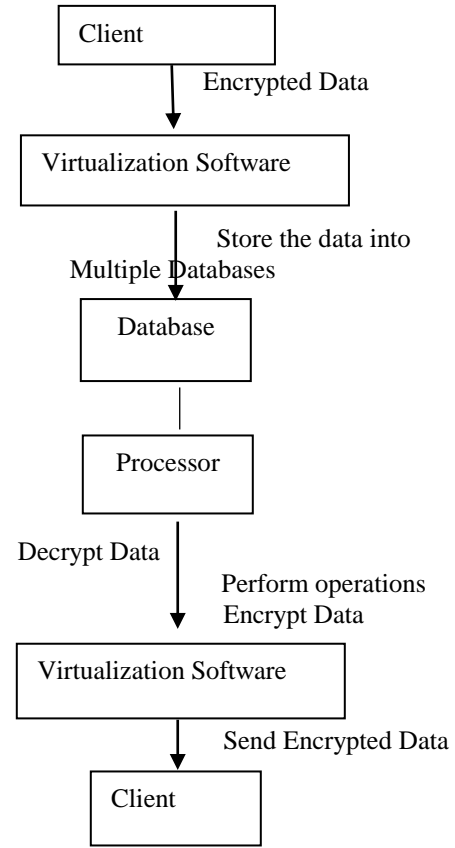 Client
Encrypted Data
Virtualization Software
Store the data into
Multiple Databases
Database
Processor
Decrypt Data
Perform operations
Encrypt Data
Virtualization Software
Send Encrypted Data
Client